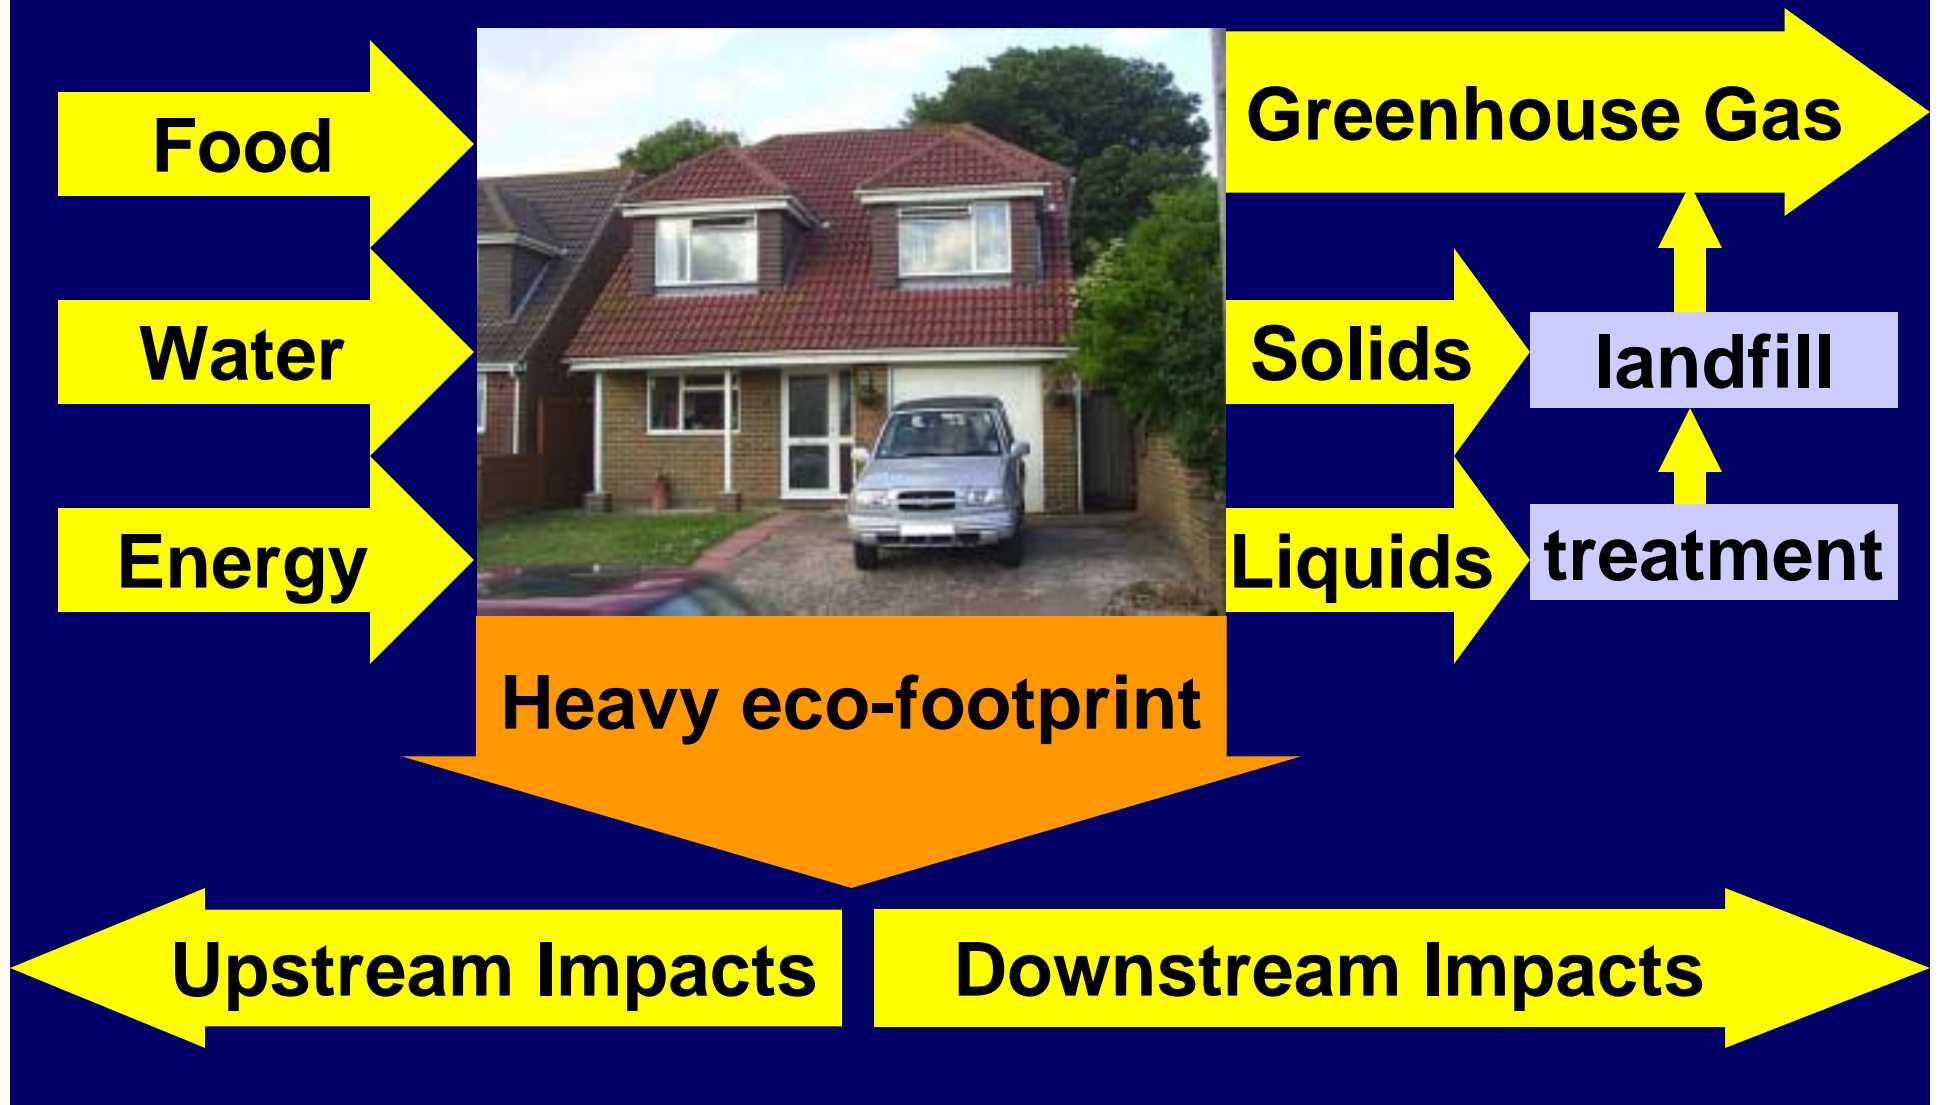 Food
Water
Energy
Greenhouse Gas
Solids
landfill
Liquids
treatment
Heavy eco-footprint
Upstream Impacts
Downstream Impacts